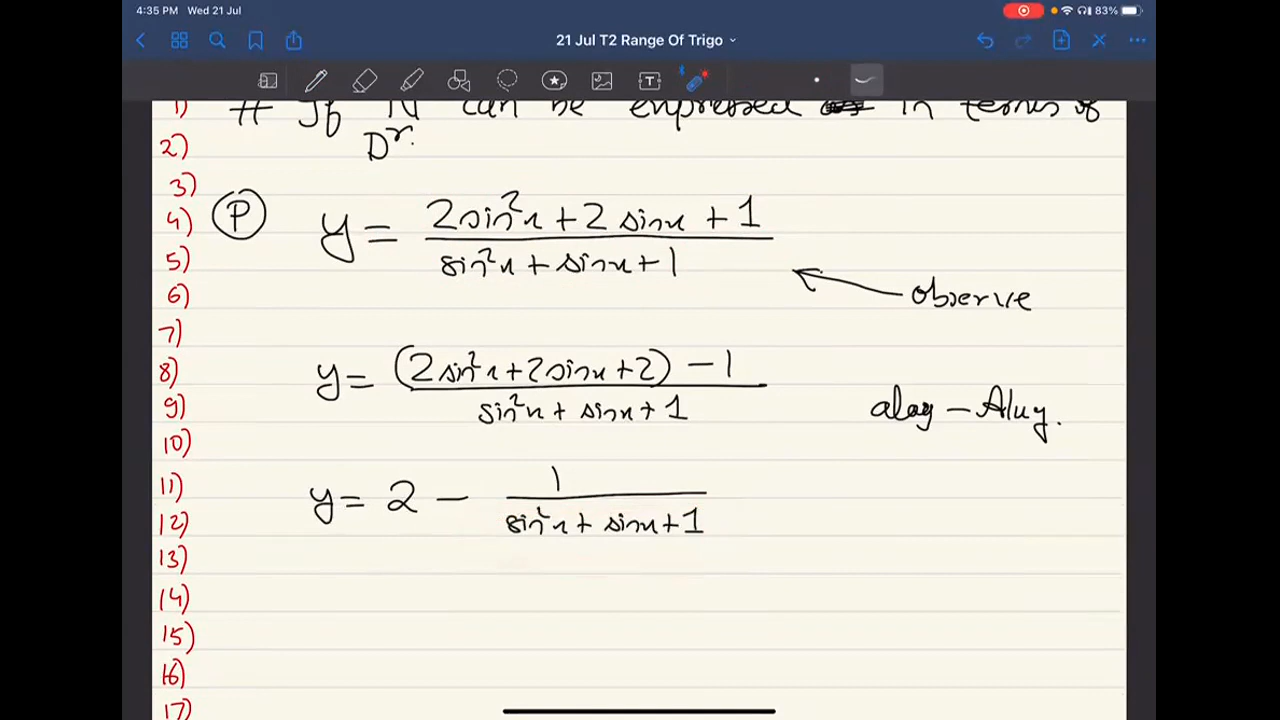 4:35 PM Wed 21 Jul
83%
21 Jul T2 Range Of Trigo
1) # If Nʳ can be expressed in terms of
2) Dʳ.
3)
4) P y = 2sin²x + 2 sinx + 1
5) sin²x + sinx + 1
6) observe
7)
8) y = (2sin²x + 2sinx + 2) - 1
9) sin²x + sinx + 1 alag - Alag.
10)
11) y = 2 - 1
12) sin²x + sinx + 1
13)
14)
15)
16)
17)